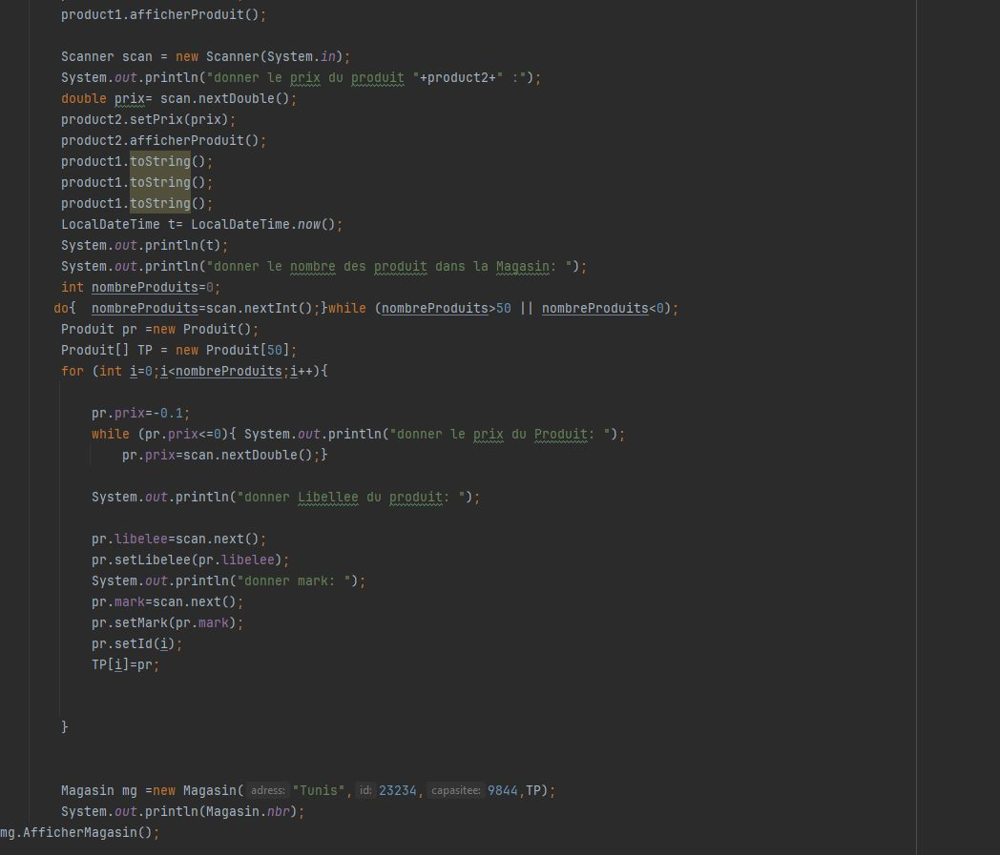 product1.afficherProduit();
Scanner scan = new Scanner(System.in);
System.out.println("donner le prix du produit "+product2+" :");
double prix= scan.nextDouble();
product2.setPrix(prix);
product2.afficherProduit();
product1.toString();
product1.toString();
product1.toString();
LocalDateTime t= LocalDateTime.now();
System.out.println(t);
System.out.println("donner le nombre des produit dans la Magasin: ");
int nombreProduits=0;
do{  nombreProduits=scan.nextInt();}while (nombreProduits>50 || nombreProduits<0);
Produit pr =new Produit();
Produit[] TP = new Produit[50];
for (int i=0;i<nombreProduits;i++){
pr.prix=-0.1;
while (pr.prix<=0){ System.out.println("donner le prix du Produit: ");
pr.prix=scan.nextDouble();}
System.out.println("donner Libellee du produit: ");
pr.libelee=scan.next();
pr.setLibelee(pr.libelee);
System.out.println("donner mark: ");
pr.mark=scan.next();
pr.setMark(pr.mark);
pr.setId(i);
TP[i]=pr;
}
Magasin mg =new Magasin( adress: "Tunis", id: 23234, capasitee: 9844,TP);
System.out.println(Magasin.nbr);
mg.AfficherMagasin();